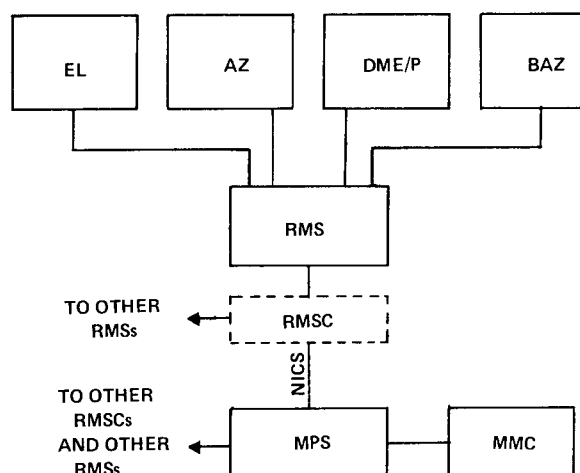 EL
AZ
DME/P
BAZ
RMS
TO OTHER
RMSs
RMSC
NICS
TO OTHER
RMSCs
AND OTHER
RMSs
MPS
MMC